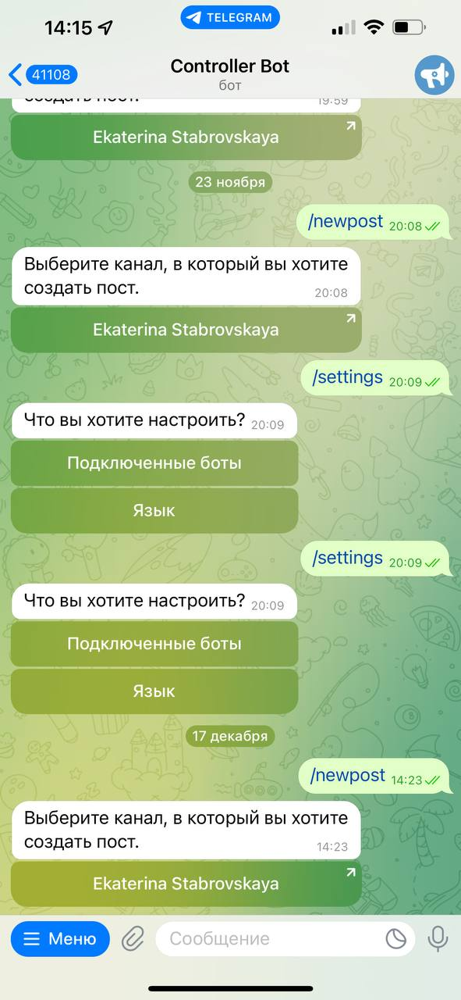 14:15
TELEGRAM
41108
Controller Bot
бот
создать пост.
19:59
Ekaterina Stabrovskaya
23 ноября
/newpost 20:08
Выберите канал, в который вы хотите
создать пост.
20:08
Ekaterina Stabrovskaya
/settings 20:09
Что вы хотите настроить? 20:09
Подключенные боты
Язык
/settings 20:09
Что вы хотите настроить? 20:09
Подключенные боты
Язык
17 декабря
/newpost 14:23
Выберите канал, в который вы хотите
создать пост.
14:23
Ekaterina Stabrovskaya
Меню
Сообщение